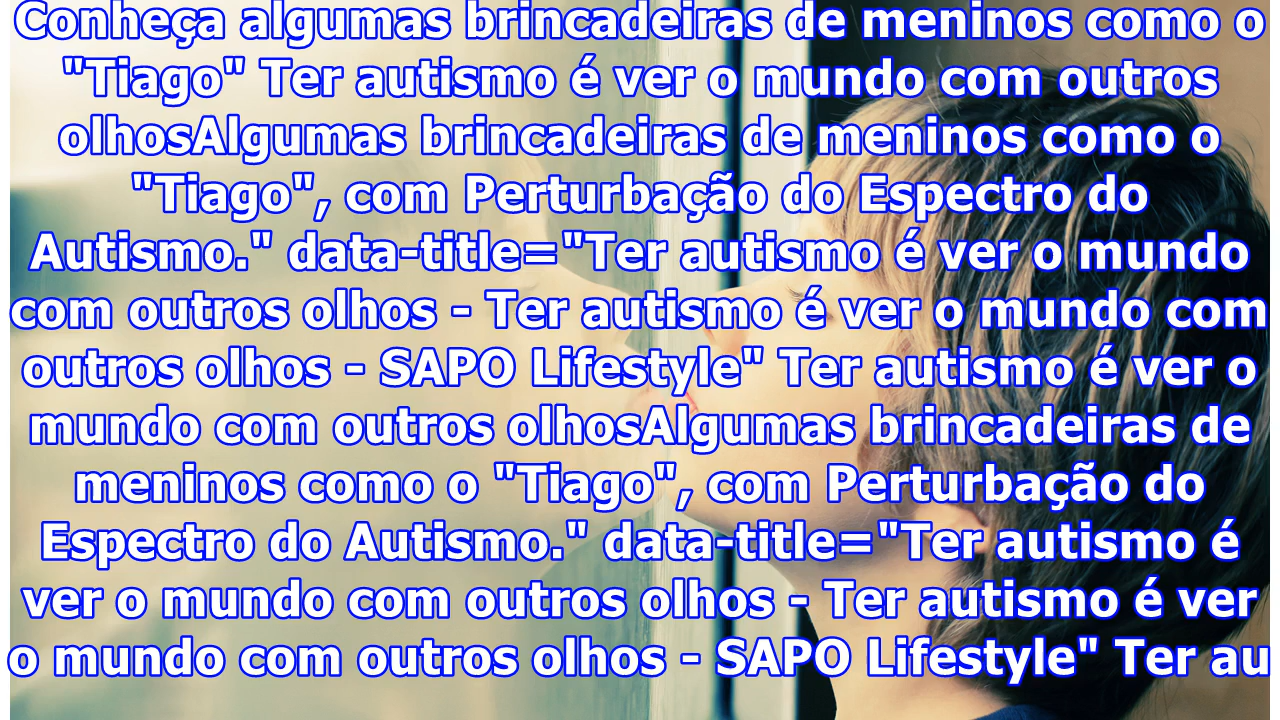 Conheça algumas brincadeiras de meninos como o
"Tiago" Ter autismo é ver o mundo com outros
olhosAlgumas brincadeiras de meninos como o
"Tiago", com Perturbação do Espectro do
Autismo." data-title="Ter autismo é ver o mundo
com outros olhos - Ter autismo é ver o mundo com
outros olhos - SAPO Lifestyle" Ter autismo é ver o
mundo com outros olhosAlgumas brincadeiras de
meninos como o "Tiago", com Perturbação do
Espectro do Autismo." data-title="Ter autismo é
ver o mundo com outros olhos - Ter autismo é ver
o mundo com outros olhos - SAPO Lifestyle" Ter au